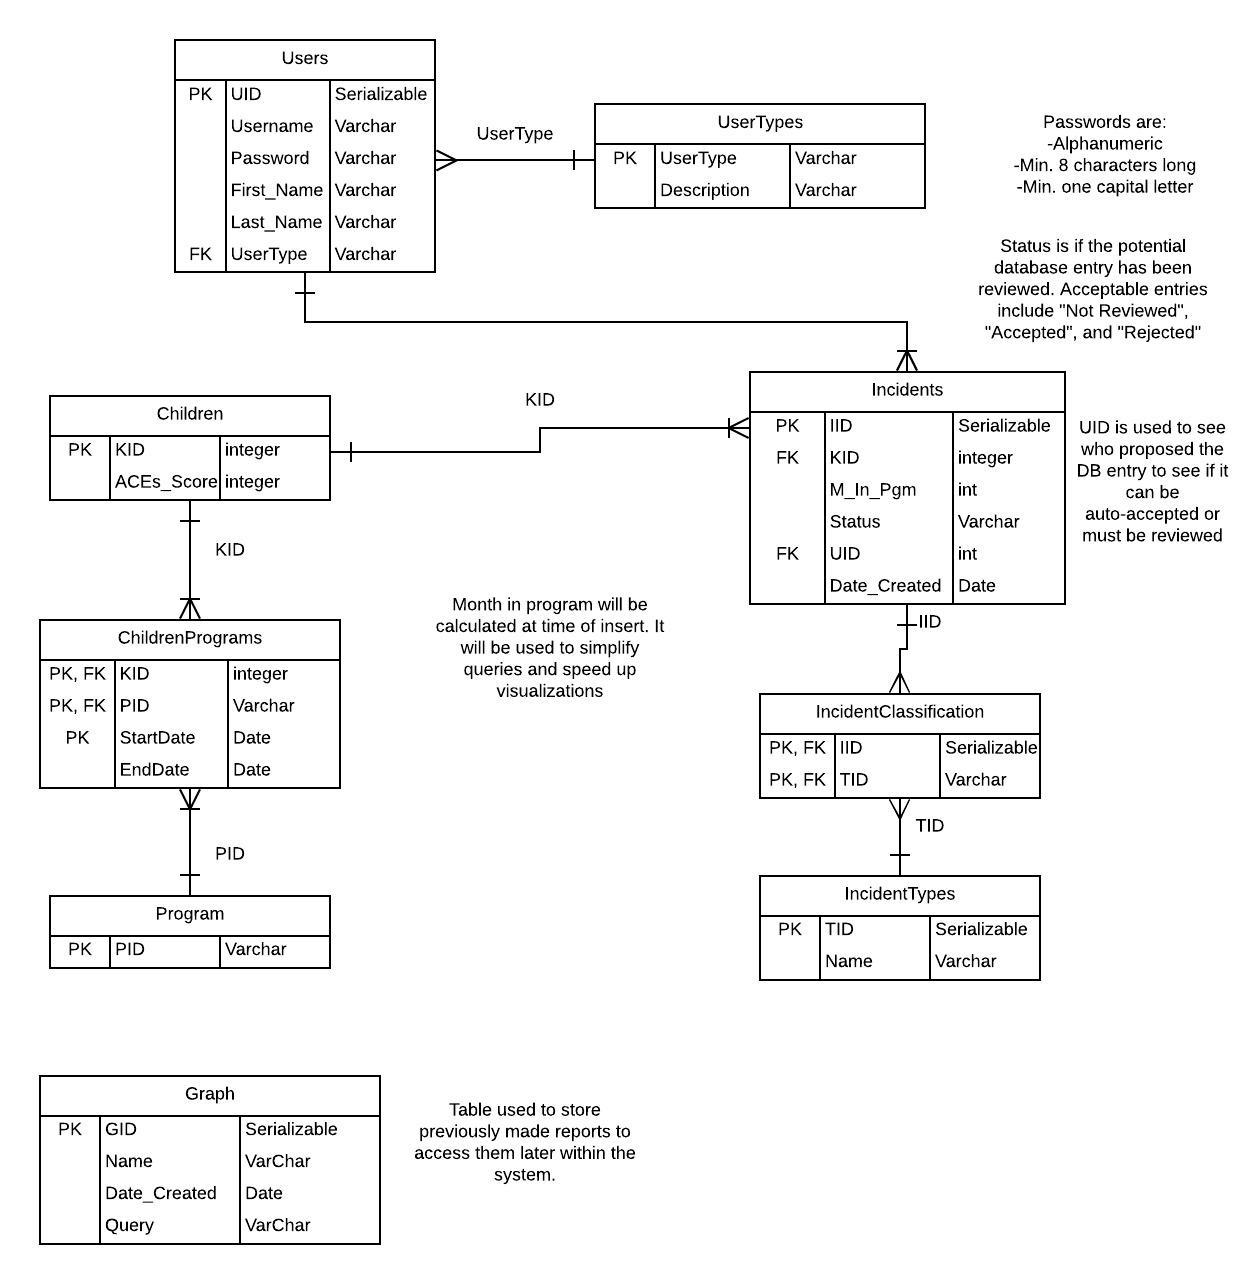 Users
PK UID Serializable
Username Varchar
Password Varchar
First_Name Varchar
Last_Name Varchar
FK UserType Varchar
UserType
UserTypes
PK UserType Varchar
Description Varchar
Passwords are:
-Alphanumeric
-Min. 8 characters long
-Min. one capital letter
Status is if the potential
database entry has been
reviewed. Acceptable entries
include "Not Reviewed",
"Accepted", and "Rejected"
Children
PK KID integer
ACEs_Score integer
KID
Incidents
PK IID Serializable
FK KID integer
M_In_Pgm int
Status Varchar
FK UID int
Date_Created Date
UID is used to see
who proposed the
DB entry to see if it
can be
auto-accepted or
must be reviewed
KID
Month in program will be
calculated at time of insert. It
will be used to simplify
queries and speed up
visualizations
IID
ChildrenPrograms
PK, FK KID integer
PK, FK PID Varchar
PK StartDate Date
EndDate Date
IncidentClassification
PK, FK IID Serializable
PK, FK TID Varchar
PID
TID
Program
PK PID Varchar
IncidentTypes
PK TID Serializable
Name Varchar
Graph
PK GID Serializable
Name VarChar
Date_Created Date
Query VarChar
Table used to store
previously made reports to
access them later within the
system.